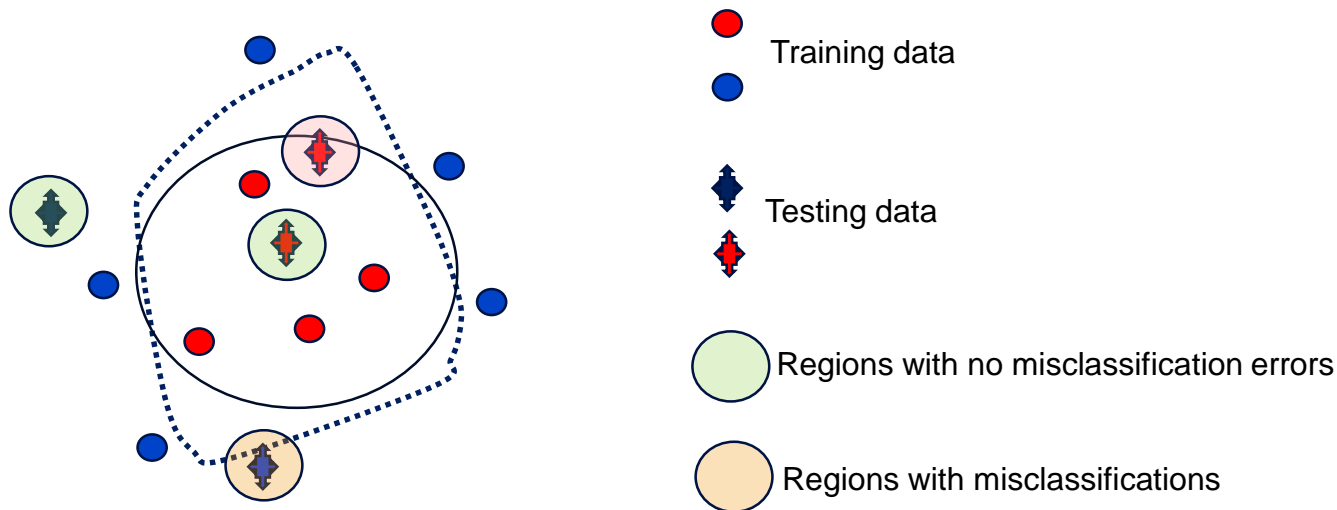 Training data
Testing data
Regions with no misclassification errors
Regions with misclassifications